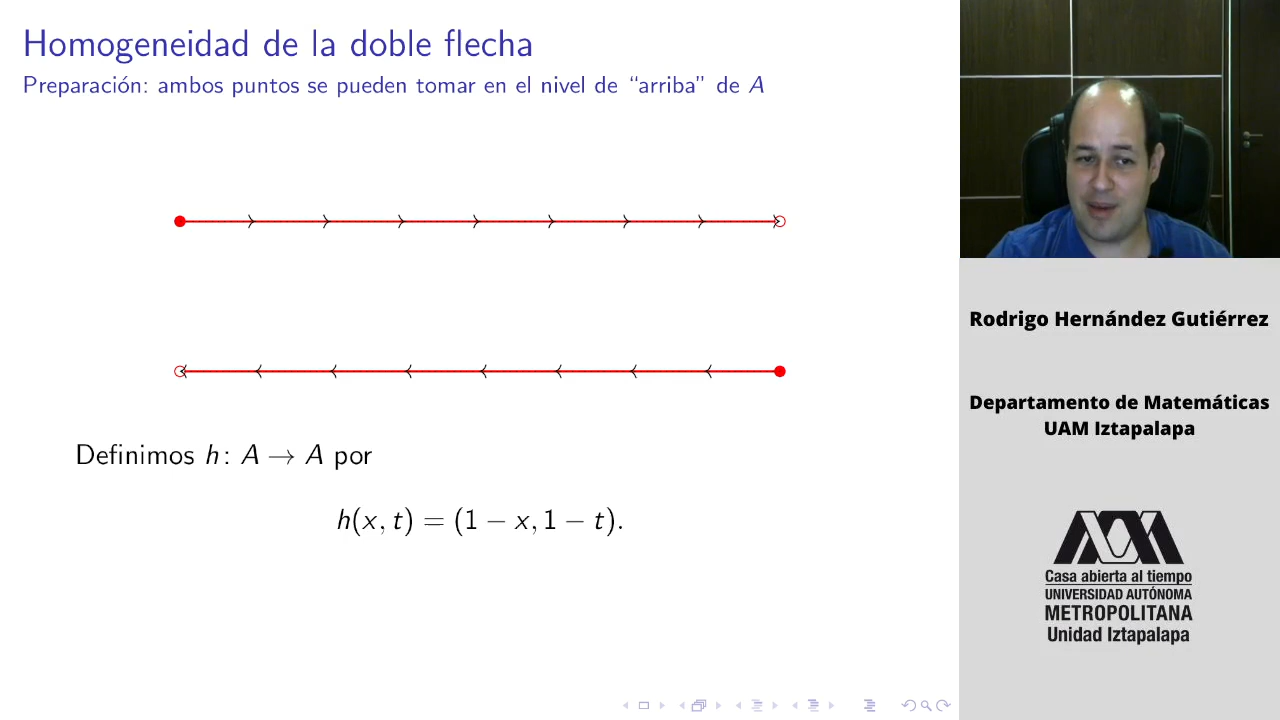 Homogeneidad de la doble flecha
Preparación: ambos puntos se pueden tomar en el nivel de “arriba” de A
Definimos h: A → A por
h(x, t) = (1 − x, 1 − t).
Rodrigo Hernández Gutiérrez
Departamento de Matemáticas
UAM Iztapalapa
Casa abierta al tiempo
UNIVERSIDAD AUTÓNOMA
METROPOLITANA
Unidad Iztapalapa